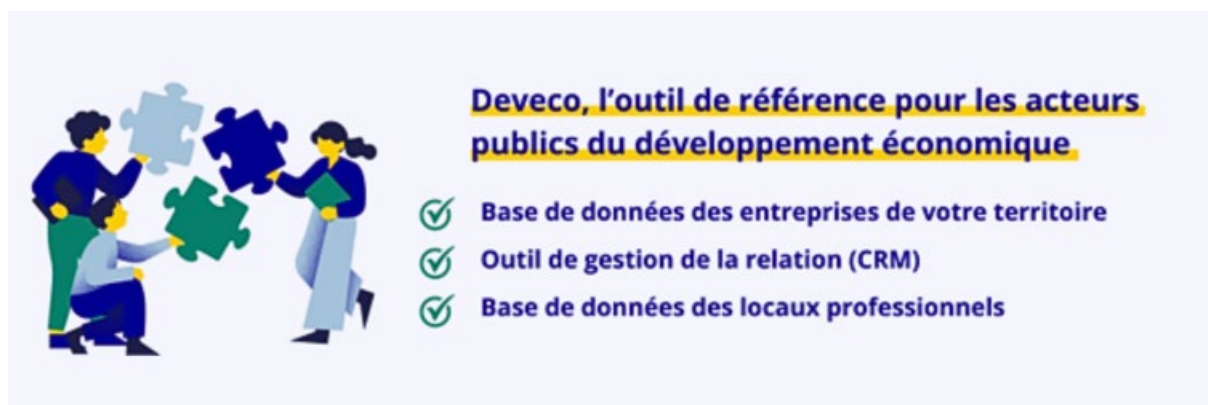 Deveco, l’outil de référence pour les acteurs
publics du développement économique
Base de données des entreprises de votre territoire
Outil de gestion de la relation (CRM)
Base de données des locaux professionnels